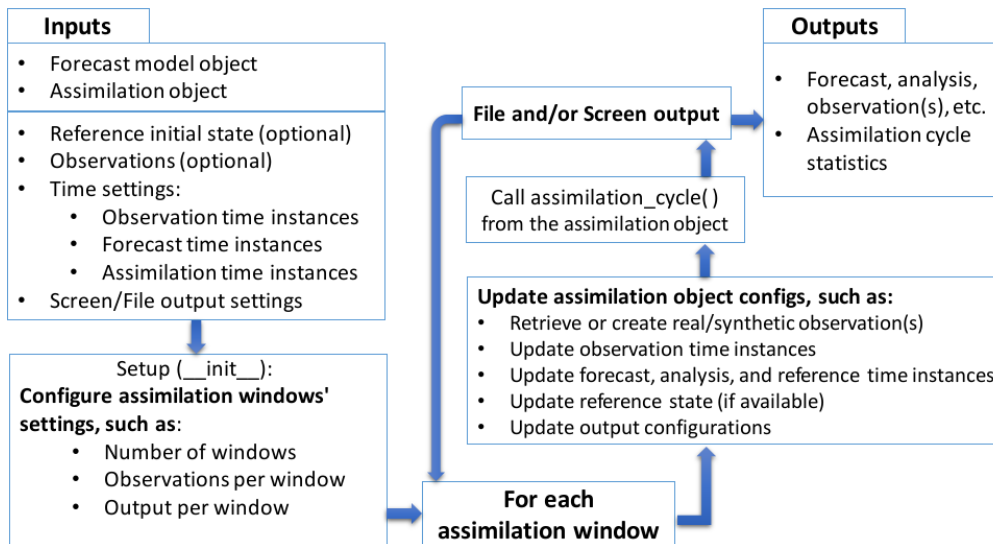 Inputs
• Forecast model object
• Assimilation object
• Reference initial state (optional)
• Observations (optional)
• Time settings:
• Observation time instances
• Forecast time instances
• Assimilation time instances
• Screen/File output settings
Setup (__init__):
Configure assimilation windows'
settings, such as:
• Number of windows
• Observations per window
• Output per window
For each
assimilation window
Update assimilation object configs, such as:
• Retrieve or create real/synthetic observation(s)
• Update observation time instances
• Update forecast, analysis, and reference time instances
• Update reference state (if available)
• Update output configurations
Call assimilation_cycle( )
from the assimilation object
File and/or Screen output
Outputs
• Forecast, analysis,
observation(s), etc.
• Assimilation cycle
statistics